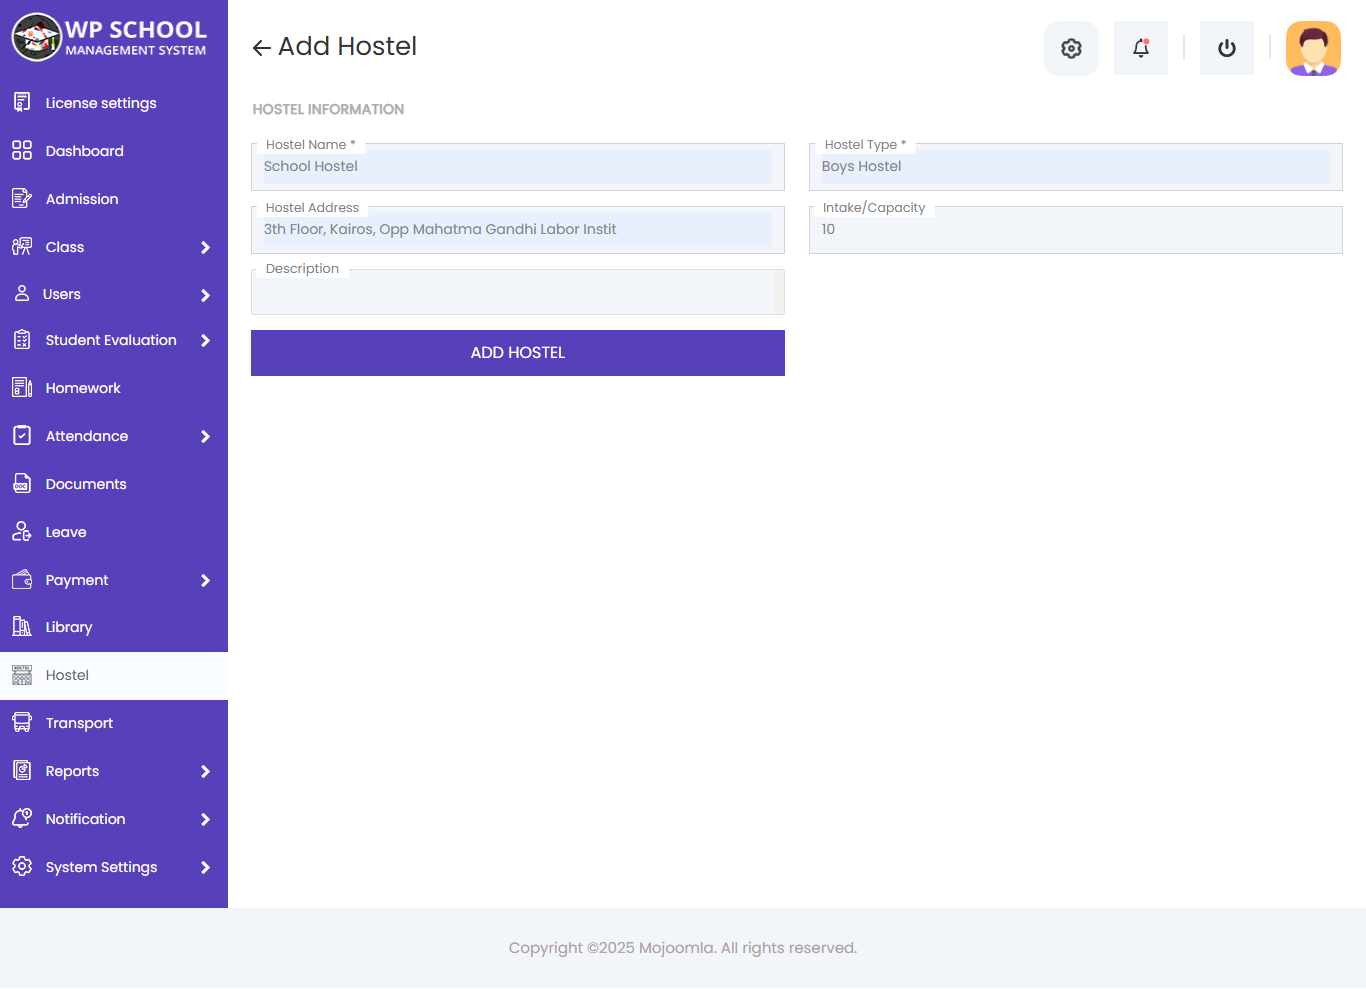 WP SCHOOL
MANAGEMENT SYSTEM
License settings
Dashboard
Admission
Class
Users
Student Evaluation
Homework
Attendance
Documents
Leave
Payment
Library
Hostel
Transport
Reports
Notification
System Settings
Add Hostel
HOSTEL INFORMATION
Hostel Name *
School Hostel
Hostel Type *
Boys Hostel
Hostel Address
3th Floor, Kairos, Opp Mahatma Gandhi Labor Instit
Intake/Capacity
10
Description
ADD HOSTEL
Copyright ©2025 Mojoomla. All rights reserved.